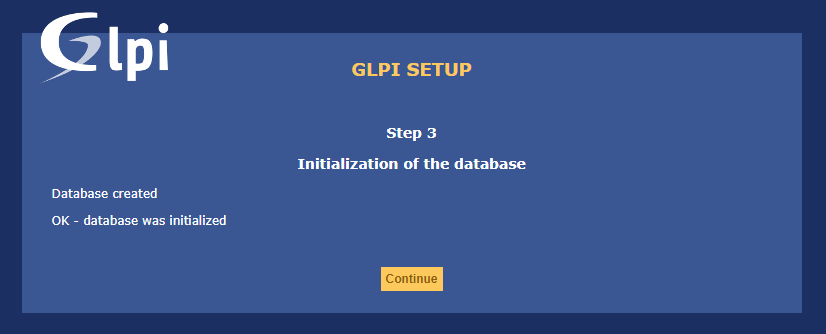 Glpi
GLPI SETUP
Step 3
Initialization of the database
Database created
OK - database was initialized
Continue